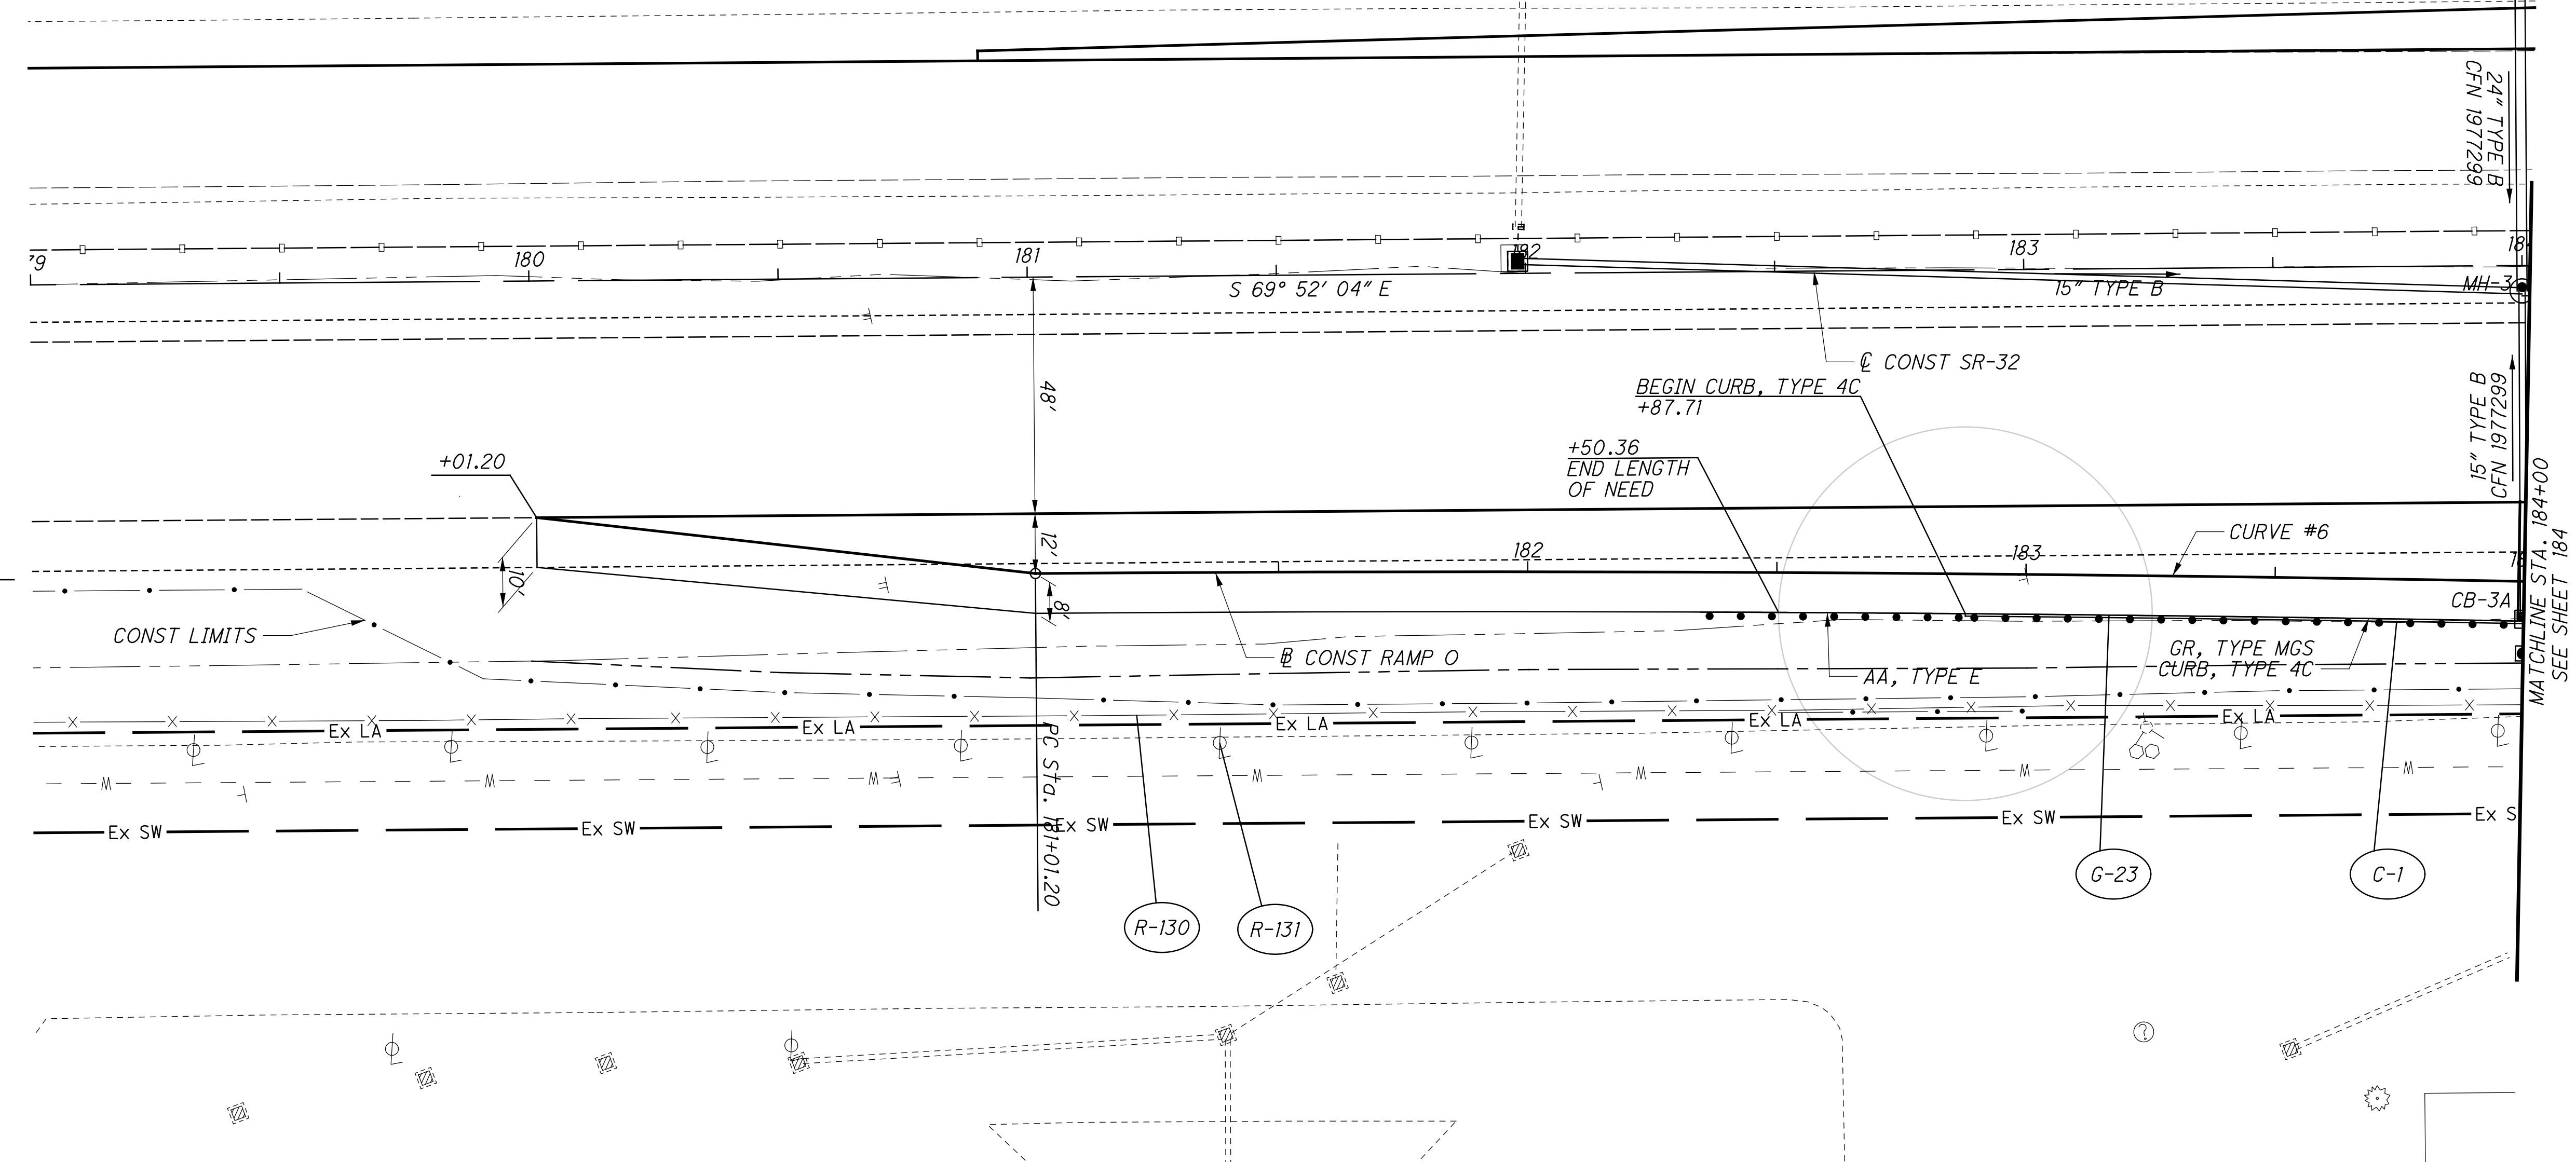 24" TYPE B
CFN 1977299
79
180
181
182
183
S 69° 52' 04" E
15" TYPE B
MH-3
℄ CONST SR-32
48'
BEGIN CURB, TYPE 4C
+87.71
15" TYPE B
CFN 1977299
+01.20
+50.36
END LENGTH
OF NEED
MATCHLINE STA. 184+00
SEE SHEET 184
12'
182
183
CURVE #6
10'
8'
CB-3A
CONST LIMITS
BL CONST RAMP O
AA, TYPE E
GR, TYPE MGS
CURB, TYPE 4C
Ex LA
Ex LA
Ex LA
Ex LA
Ex LA
W
W
W
W
W
W
W
PC Sta. 181+01.20
Ex SW
Ex SW
Ex SW
Ex SW
Ex SW
Ex S
G-23
C-1
R-130
R-131
?